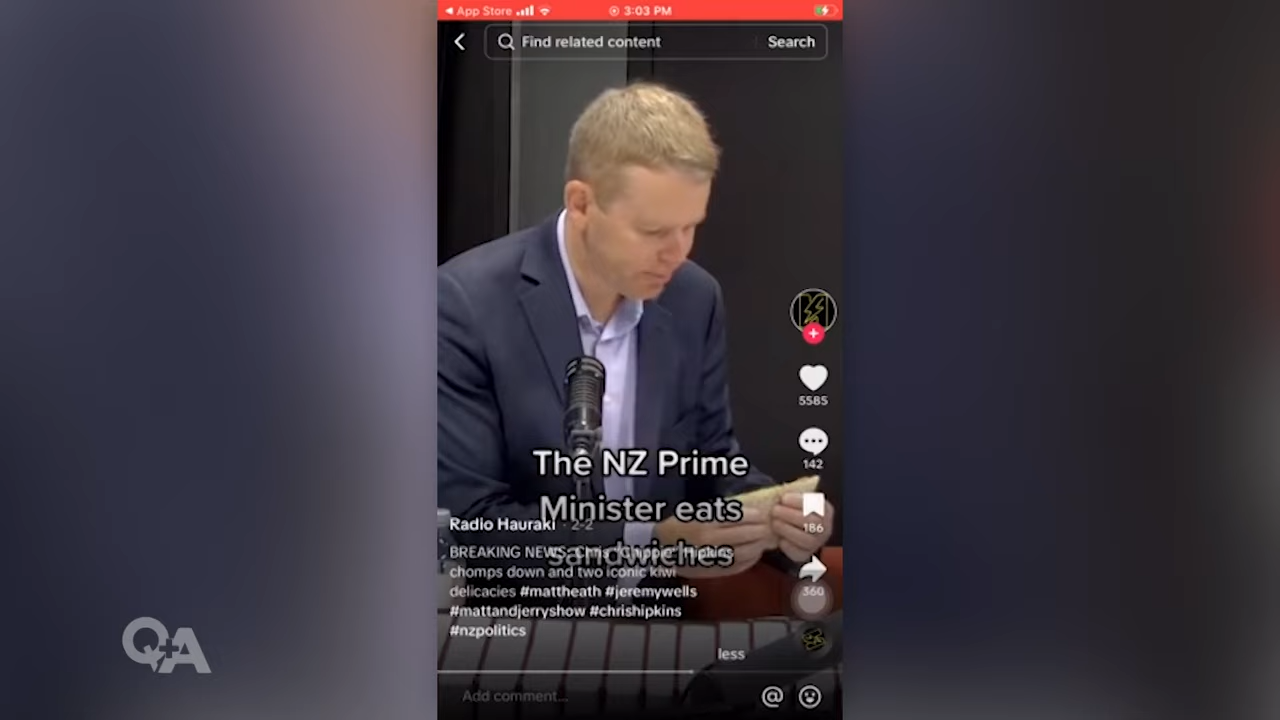 App Store
3:03 PM
Find related content
Search
5585
142
The NZ Prime
Minister eats
sandwiches
186
Radio Hauraki · 2-2
BREAKING NEWS: Chris "Chippie" Hipkins
chomps down and two iconic kiwi
delicacies #mattheath #jeremywells
360
#mattandjerryshow #chrishipkins
#nzpolitics
less
Add comment...
@
Q+A